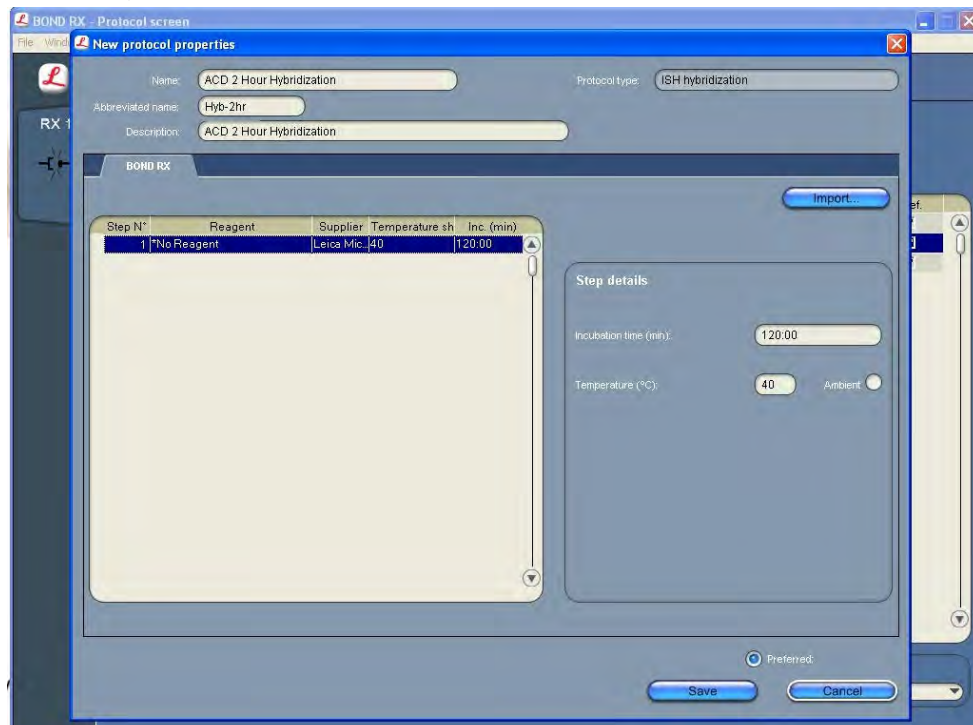 BOND RX - Protocol screen
File Wind
New protocol properties
Name: ACD 2 Hour Hybridization
Protocol type: ISH hybridization
Abbreviated name: Hyb-2hr
Description: ACD 2 Hour Hybridization
RX 1
BOND RX
Import...
Step N° Reagent Supplier Temperature sh Inc. (min)
1 *No Reagent Leica Mic.. 40 120:00
Step details
Incubation time (min): 120:00
Temperature (°C): 40 Ambient
Preferred:
Save Cancel